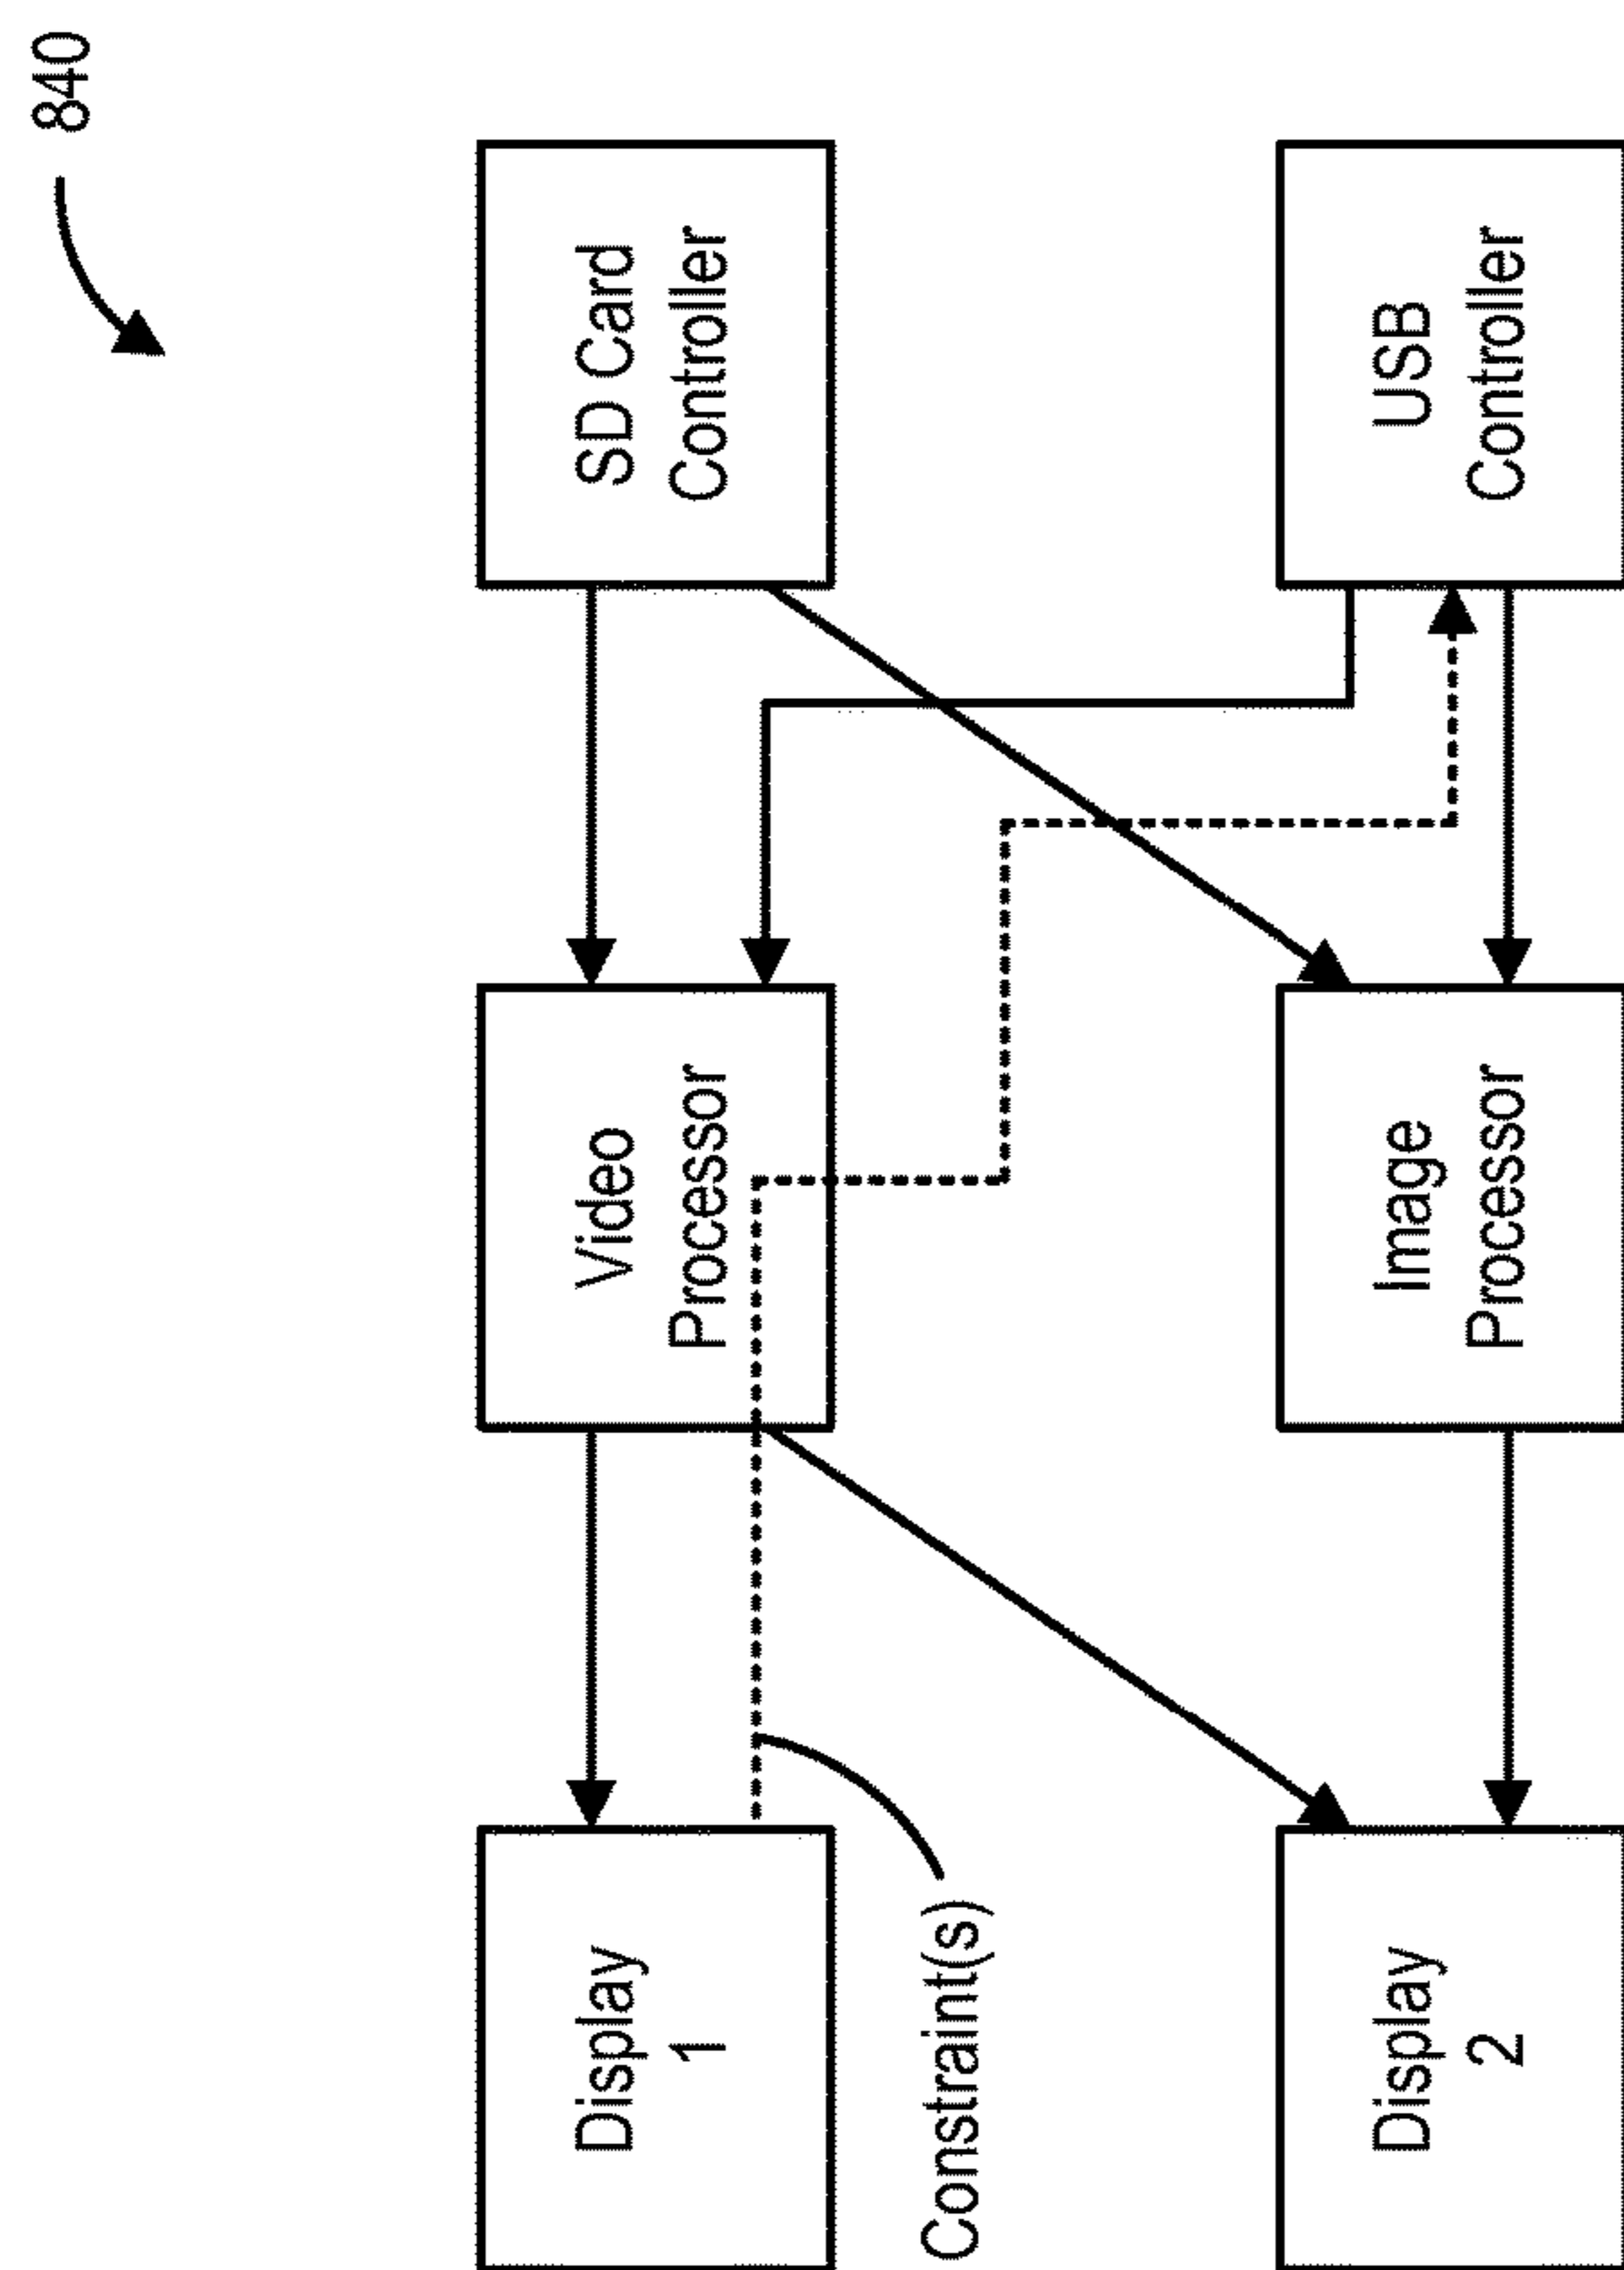 840
Display
1
Video
Processor
SD Card
Controller
Constraint(s)
Display
2
Image
Processor
USB
Controller